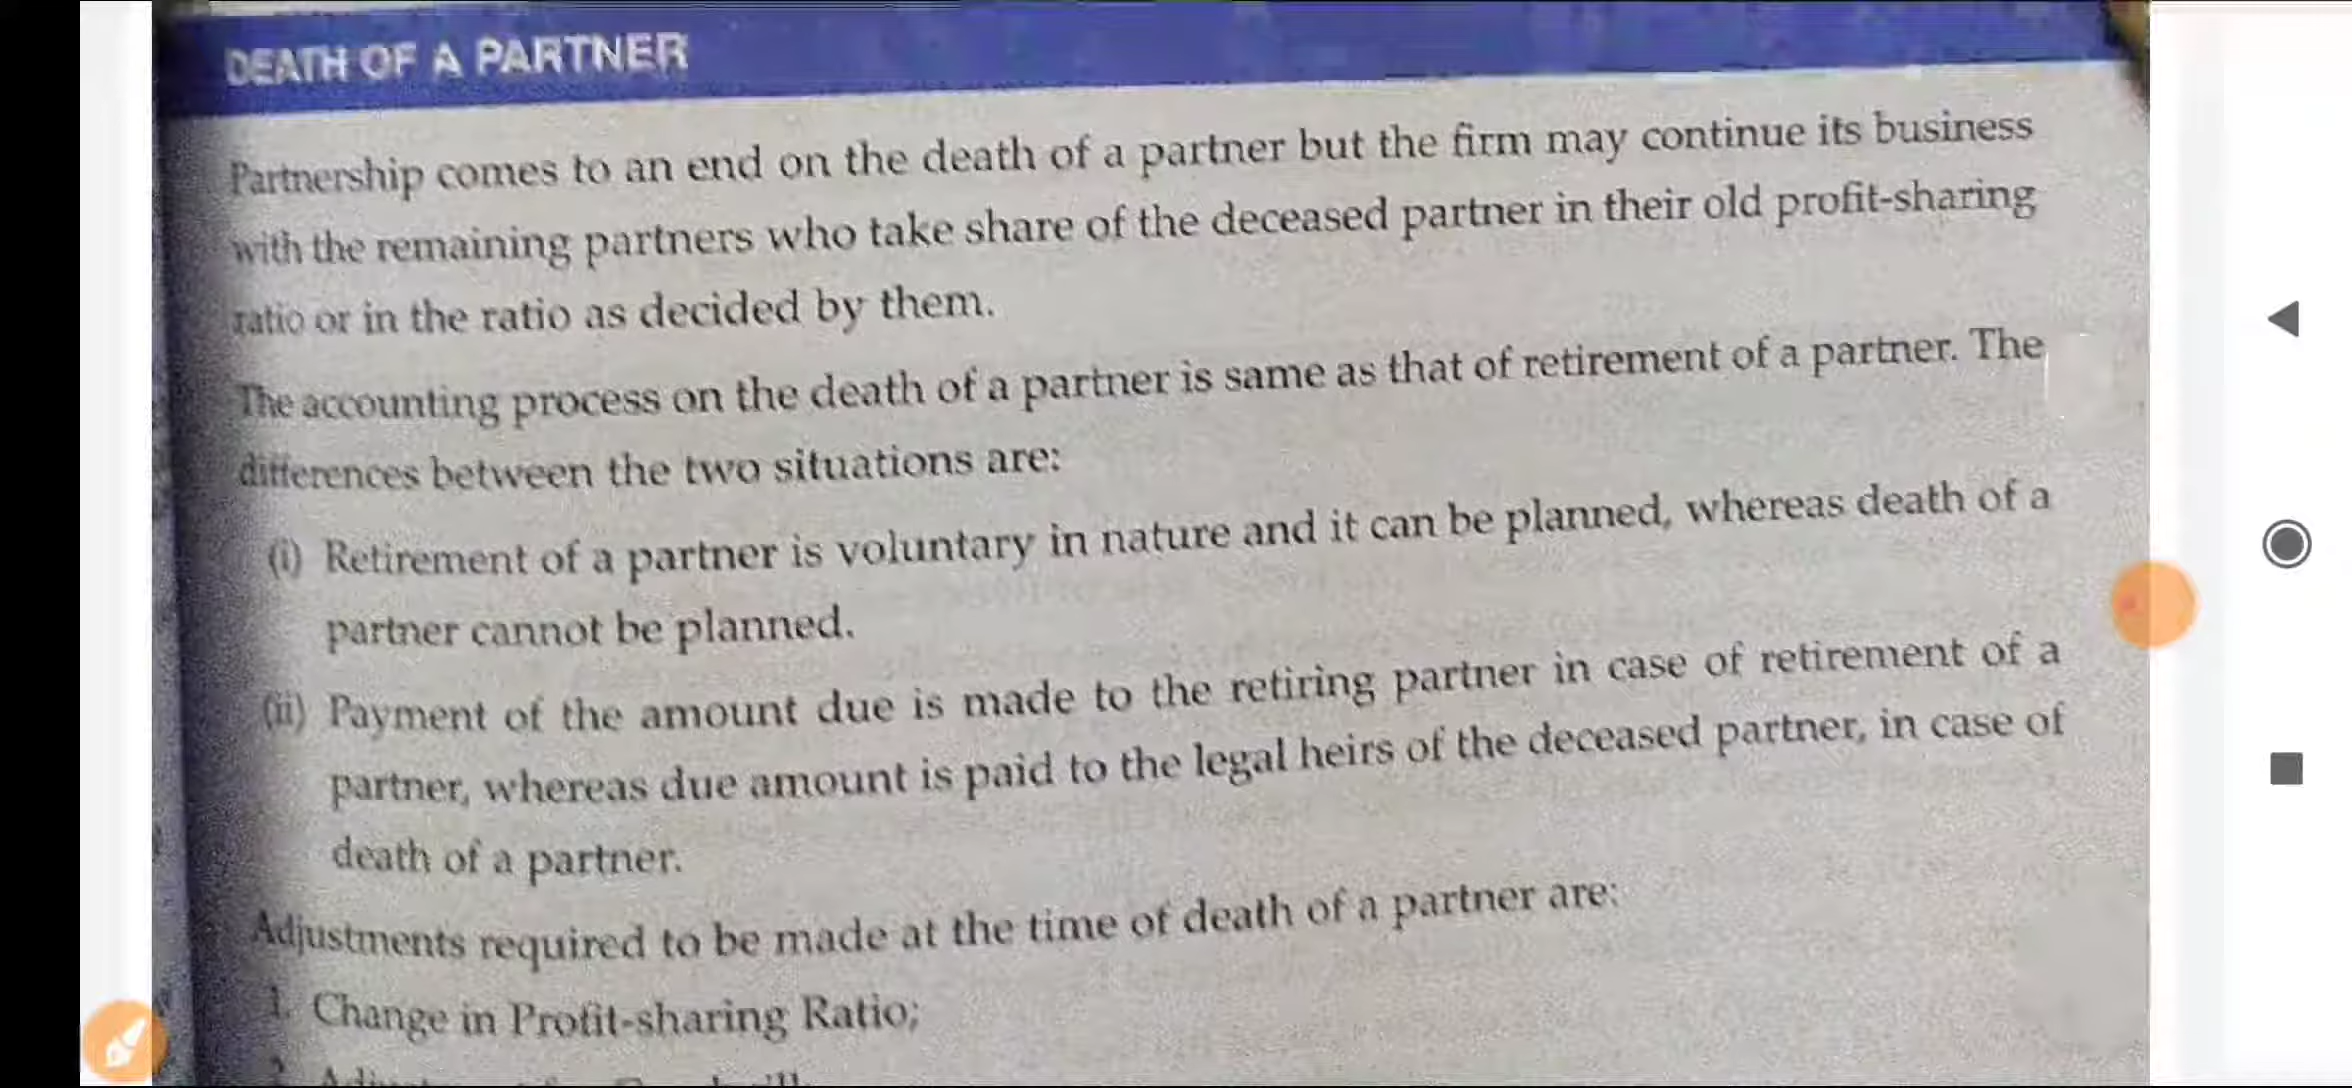 DEATH OF A PARTNER
Partnership comes to an end on the death of a partner but the firm may continue its business
with the remaining partners who take share of the deceased partner in their old profit-sharing
ratio or in the ratio as decided by them.
The accounting process on the death of a partner is same as that of retirement of a partner. The
differences between the two situations are:
(i) Retirement of a partner is voluntary in nature and it can be planned, whereas death of a
partner cannot be planned.
(ii) Payment of the amount due is made to the retiring partner in case of retirement of a
partner, whereas due amount is paid to the legal heirs of the deceased partner, in case of
death of a partner.
Adjustments required to be made at the time of death of a partner are:
1. Change in Profit-sharing Ratio;